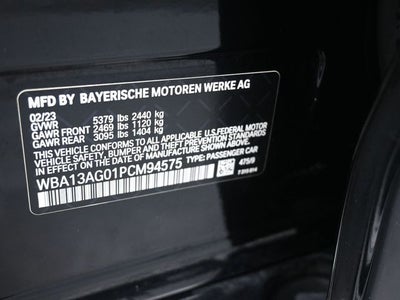 MFD BY BAYERISCHE MOTOREN WERKE AG
02/23 5379 lbs 2440 kg
GVWR
GAWR FRONT 2469 lbs 1120 kg
GAWR REAR 3095 lbs 1404 kg
THIS VEHICLE CONFORMS TO ALL APPLICABLE U.S.FEDERAL MOTOR
VEHICLE SAFETY, BUMPER, AND THEFT PREVENTION STANDARDS
IN EFFECT ON THE DATE OF MANUFACTURE SHOWN ABOVE.
WBA13AG01PCM94575 TYPE: PASSENGER CAR
475/9